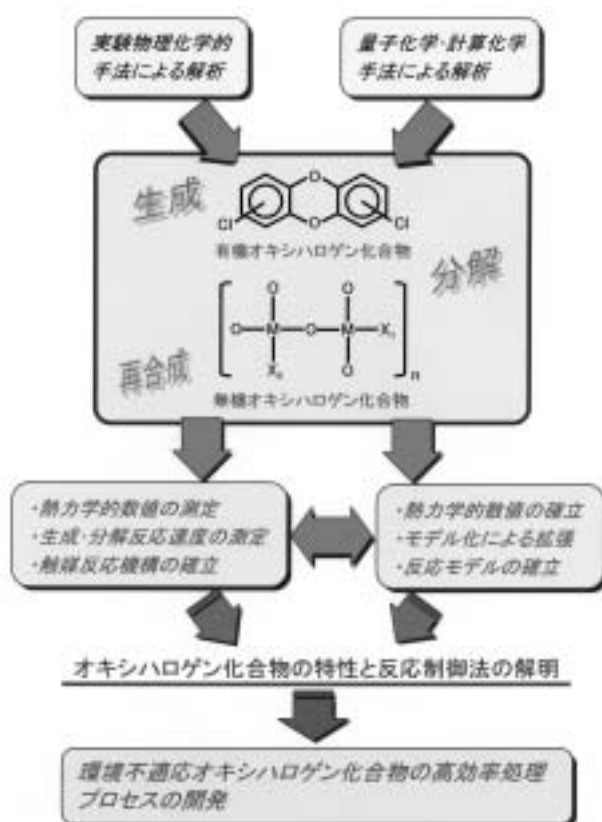 実験物理化学的
手法による解析
量子化学・計算化学
手法による解析
生成
O
Cl
O
Cl
有機オキシハロゲン化合物
分解
O O
O M O M Xn
Xn O
n
再合成
無機オキシハロゲン化合物
・熱力学的数値の測定
・生成・分解反応速度の測定
・触媒反応機構の確立
・熱力学的数値の確立
・モデル化による拡張
・反応モデルの確立
オキシハロゲン化合物の特性と反応制御法の解明
環境不適応オキシハロゲン化合物の高効率処理
プロセスの開発